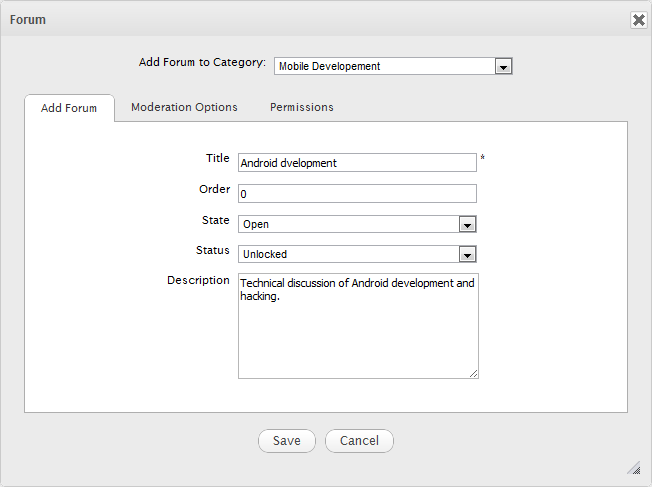 Forum
Add Forum to Category: Mobile Developement
Add Forum Moderation Options Permissions
Title Android dvelopment *
Order 0
State Open
Status Unlocked
Description Technical discussion of Android development and
hacking.
Save Cancel